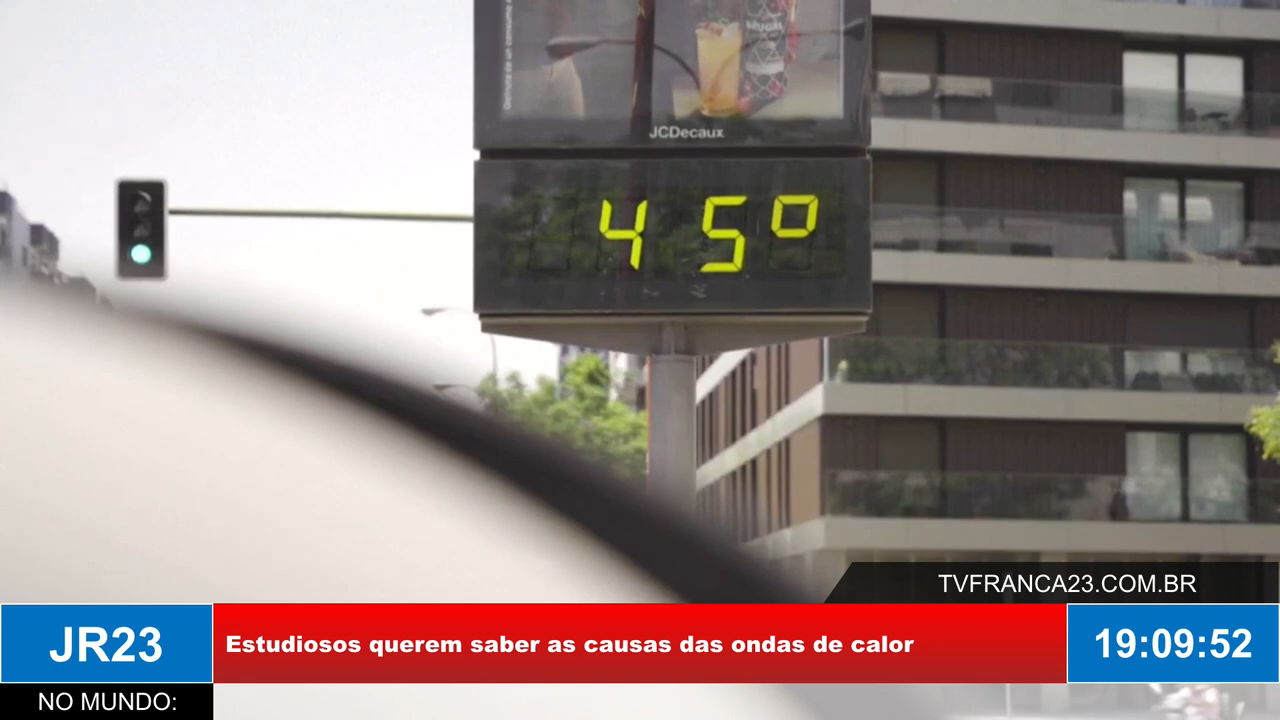 JCDecaux
45º
TVFRANCA23.COM.BR
JR23
Estudiosos querem saber as causas das ondas de calor
19:09:52
NO MUNDO: